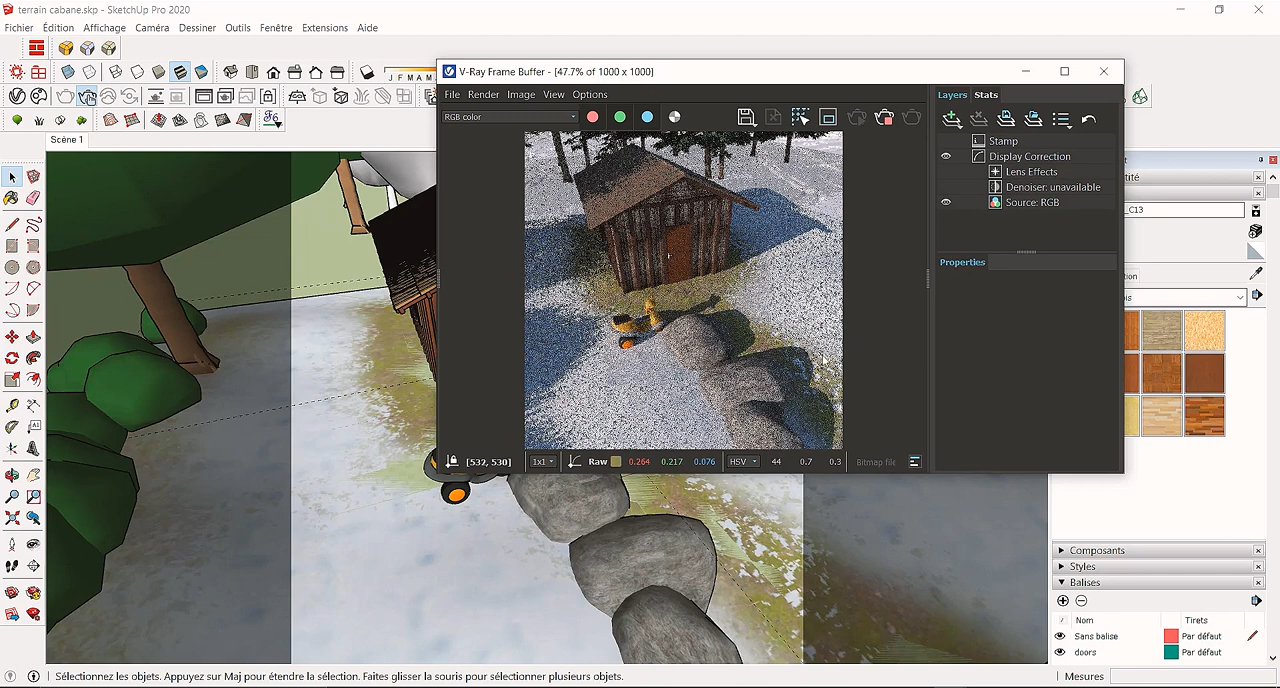 terrain cabane.skp - SketchUp Pro 2020
Fichier Édition Affichage Caméra Dessiner Outils Fenêtre Extensions Aide
J F M A M
Scène 1
V-Ray Frame Buffer - [47.7% of 1000 x 1000]
File Render Image View Options
RGB color
Layers Stats
Stamp
Display Correction
Lens Effects
Denoiser: unavailable
Source: RGB
Properties
[532, 530] 1x1 Raw 0.264 0.217 0.076 HSV 44 0.7 0.3 Bitmap file
_C13
Composants
Styles
Balises
Nom Tirets
Sans balise Par défaut
doors Par défaut
Sélectionnez les objets. Appuyez sur Maj pour étendre la sélection. Faites glisser la souris pour sélectionner plusieurs objets.
Mesures